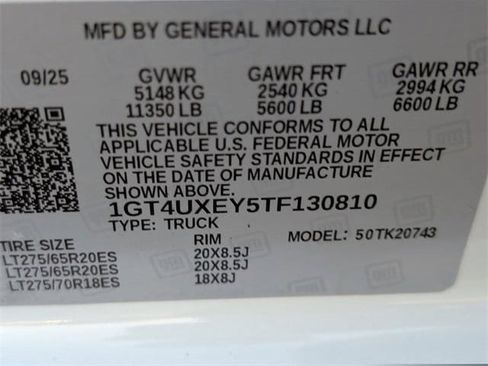 MFD BY GENERAL MOTORS LLC
09/25 GVWR GAWR FRT GAWR RR
5148 KG 2540 KG 2994 KG
11350 LB 5600 LB 6600 LB
THIS VEHICLE CONFORMS TO ALL
APPLICABLE U.S. FEDERAL MOTOR
VEHICLE SAFETY STANDARDS IN EFFECT
ON THE DATE OF MANUFACTURE
SHOWN ABOVE.
1GT4UXEY5TF130810
TYPE: TRUCK MODEL: 50TK20743
TIRE SIZE RIM
LT275/65R20ES 20X8.5J
LT275/65R20ES 20X8.5J
LT275/70R18ES 18X8J